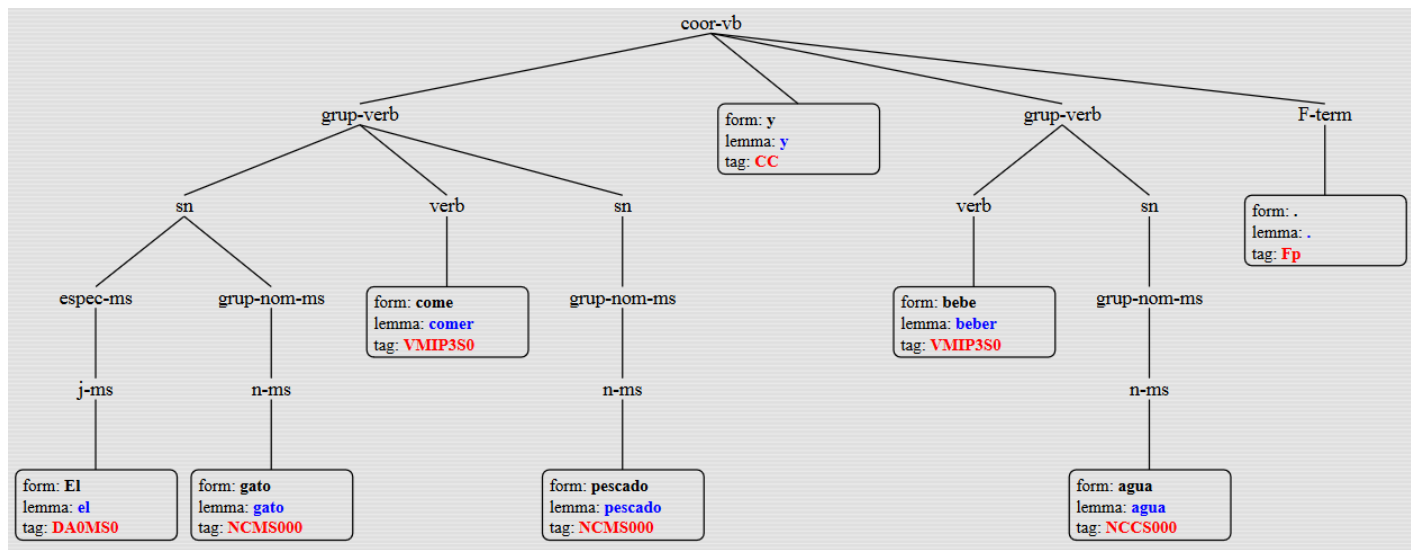 coor-vb
grup-verb
form: y
lemma: y
tag: CC
grup-verb
F-term
sn
verb
sn
verb
sn
form: .
lemma: .
tag: Fp
espec-ms
grup-nom-ms
form: come
lemma: comer
tag: VMIP3S0
grup-nom-ms
form: bebe
lemma: beber
tag: VMIP3S0
grup-nom-ms
j-ms
n-ms
n-ms
n-ms
form: El
lemma: el
tag: DA0MS0
form: gato
lemma: gato
tag: NCMS000
form: pescado
lemma: pescado
tag: NCMS000
form: agua
lemma: agua
tag: NCCS000